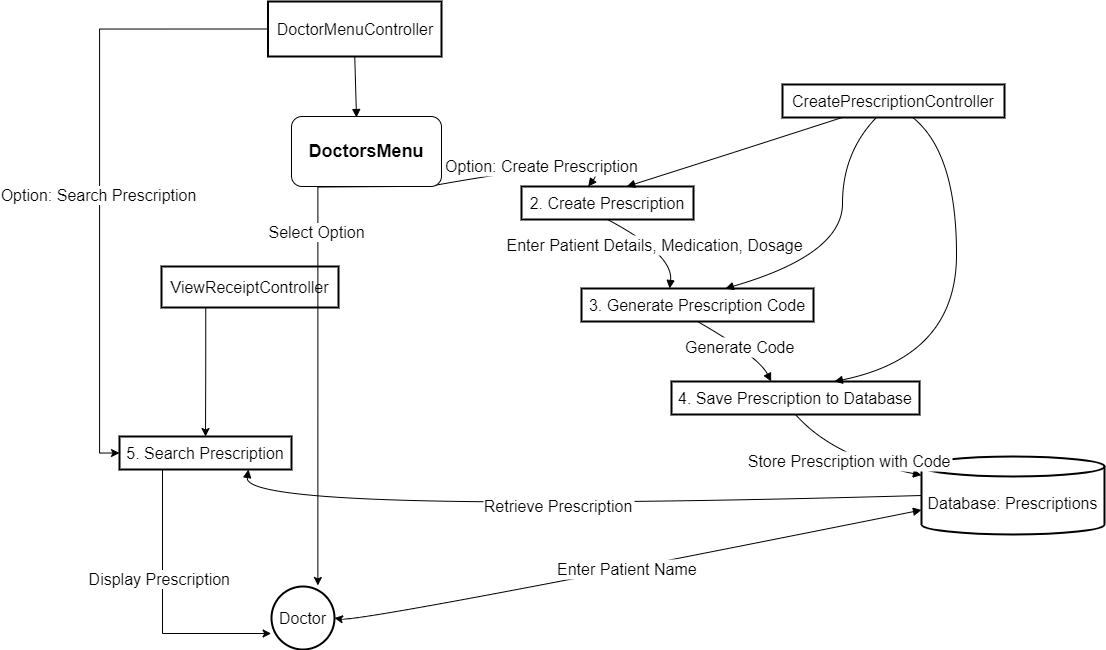 DoctorMenuController
CreatePrescriptionController
DoctorsMenu
Option: Create Prescription
Option: Search Prescription
2. Create Prescription
Select Option
Enter Patient Details, Medication, Dosage
ViewReceiptController
3. Generate Prescription Code
Generate Code
4. Save Prescription to Database
5. Search Prescription
Store Prescription with Code
Retrieve Prescription
Database: Prescriptions
Enter Patient Name
Display Prescription
Doctor